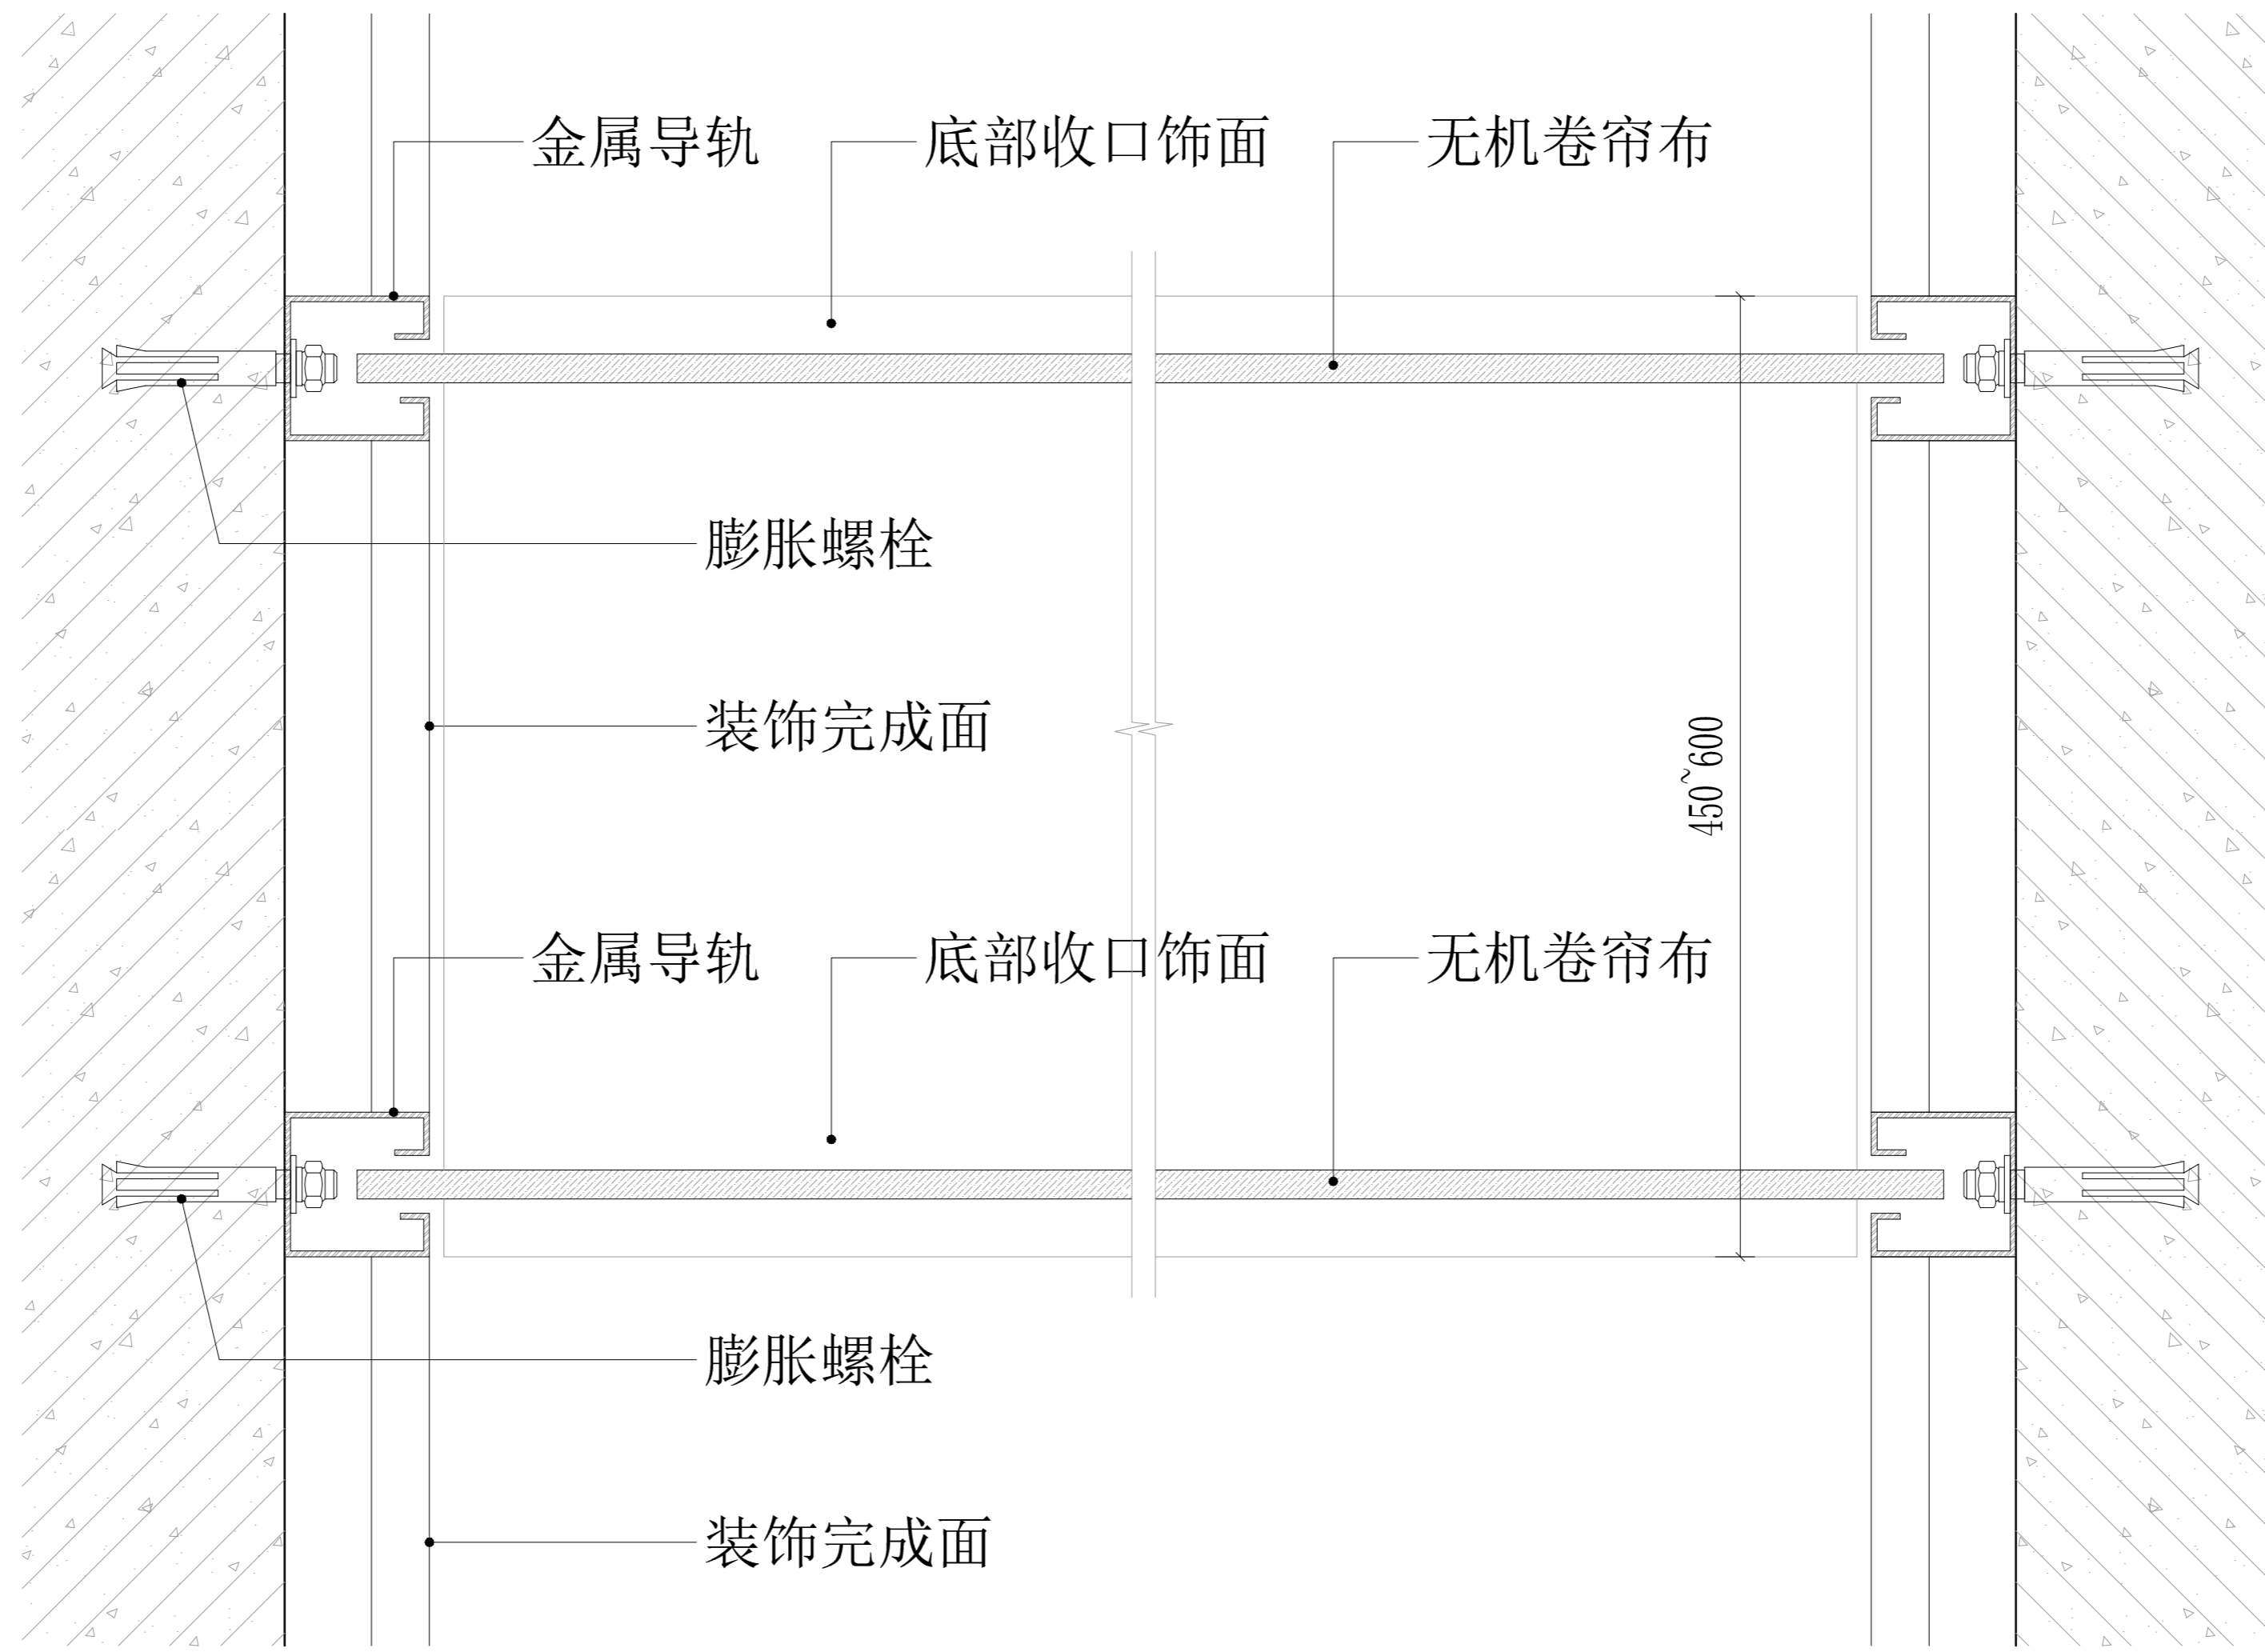 金属导轨
底部收口饰面
无机卷帘布
膨胀螺栓
装饰完成面
450~600
金属导轨
底部收口饰面
无机卷帘布
膨胀螺栓
装饰完成面